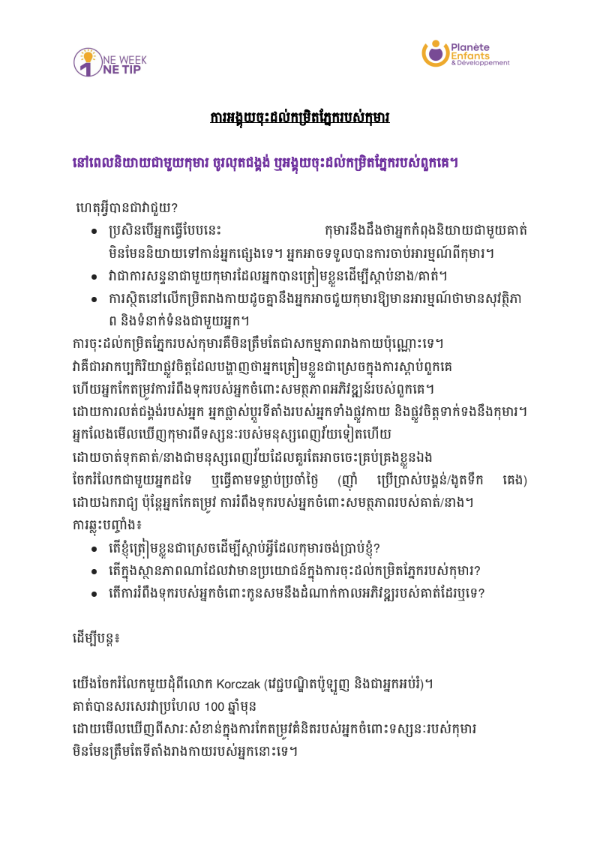 ONE WEEK
ONE TIP
Planète
Enfants
& Développement
ការអង្គុយចុះដល់កម្រិតភ្នែករបស់កុមារ
នៅពេលនិយាយជាមួយកុមារ ចូរលុតជង្គង់ ឬអង្គុយចុះដល់កម្រិតភ្នែករបស់ពួកគេ។
ហេតុអ្វីបានជាវាជួយ?
● ប្រសិនបើអ្នកធ្វើបែបនេះ កុមារនឹងដឹងថាអ្នកកំពុងនិយាយជាមួយគាត់
មិនមែននិយាយទៅកាន់អ្នកផ្សេងទេ។ អ្នកអាចទទួលបានការចាប់អារម្មណ៍ពីកុមារ។
● វាជាការសន្ទនាជាមួយកុមារដែលអ្នកបានត្រៀមខ្លួនដើម្បីស្តាប់នាង/គាត់។
● ការស្ថិតនៅលើកម្រិតរាងកាយដូចគ្នានឹងអ្នកអាចជួយកុមារឱ្យមានអារម្មណ៍ថាមានសុវត្ថិភា
ព និងទំនាក់ទំនងជាមួយអ្នក។
ការចុះដល់កម្រិតភ្នែករបស់កុមារគឺមិនត្រឹមតែជាសកម្មភាពរាងកាយប៉ុណ្ណោះទេ។
វាគឺជាអាកប្បកិរិយាផ្លូវចិត្តដែលបង្ហាញថាអ្នកត្រៀមខ្លួនជាស្រេចក្នុងការស្តាប់ពួកគេ
ហើយអ្នកកែតម្រូវការរំពឹងទុករបស់អ្នកចំពោះសមត្ថភាពអភិវឌ្ឍន៍របស់ពួកគេ។
ដោយការលត់ជង្គង់របស់អ្នក អ្នកផ្លាស់ប្តូរទីតាំងរបស់អ្នកទាំងផ្លូវកាយ និងផ្លូវចិត្តទាក់ទងនឹងកុមារ។
អ្នកលែងមើលឃើញកុមារពីទស្សនៈរបស់មនុស្សពេញវ័យទៀតហើយ
ដោយចាត់ទុកគាត់/នាងជាមនុស្សពេញវ័យដែលគួរតែអាចចេះគ្រប់គ្រងខ្លួនឯង
ចែករំលែកជាមួយអ្នកដទៃ ឬធ្វើតាមទម្លាប់ប្រចាំថ្ងៃ (ញ៉ាំ ប្រើប្រាស់បង្គន់/ងូតទឹក គេង)
ដោយឯករាជ្យ ប៉ុន្តែអ្នកកែតម្រូវ ការរំពឹងទុករបស់អ្នកចំពោះសមត្ថភាពរបស់គាត់/នាង។
ការឆ្លុះបញ្ចាំង៖
● តើខ្ញុំត្រៀមខ្លួនជាស្រេចដើម្បីស្តាប់អ្វីដែលកុមារចង់ប្រាប់ខ្ញុំ?
● តើក្នុងស្ថានភាពណាដែលវាមានប្រយោជន៍ក្នុងការចុះដល់កម្រិតភ្នែករបស់កុមារ?
● តើការរំពឹងទុករបស់អ្នកចំពោះកូនសមនឹងដំណាក់កាលអភិវឌ្ឍរបស់គាត់ដែរឬទេ?
ដើម្បីបន្ត៖
យើងចែករំលែកមួយដុំពីលោក Korczak (វេជ្ជបណ្ឌិតប៉ូឡូញ និងជាអ្នកអប់រំ)។
គាត់បានសរសេរវាប្រហែល 100 ឆ្នាំមុន
ដោយមើលឃើញពីសារៈសំខាន់ក្នុងការកែតម្រូវគំនិតរបស់អ្នកចំពោះទស្សនៈរបស់កុមារ
មិនមែនត្រឹមតែទីតាំងរាងកាយរបស់អ្នកនោះទេ។